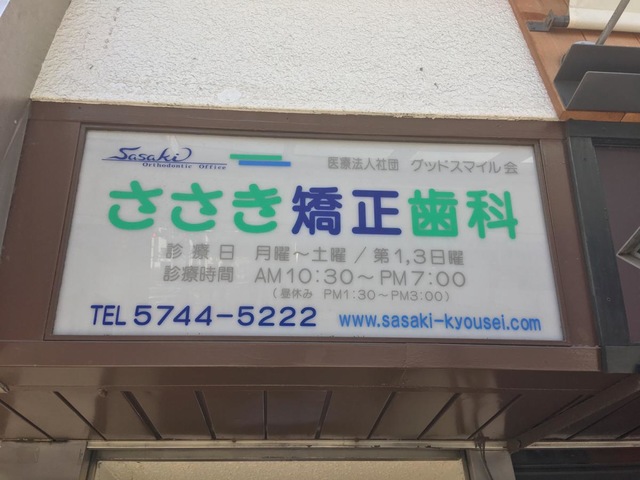 Sasaki
Orthodontic Office
医療法人社団 グッドスマイル会
ささき矯正歯科
診療日 月曜～土曜/第1,3日曜
診療時間 AM10:30～PM7:00
(昼休み PM1:30～PM3:00)
TEL 5744-5222 www.sasaki-kyousei.com